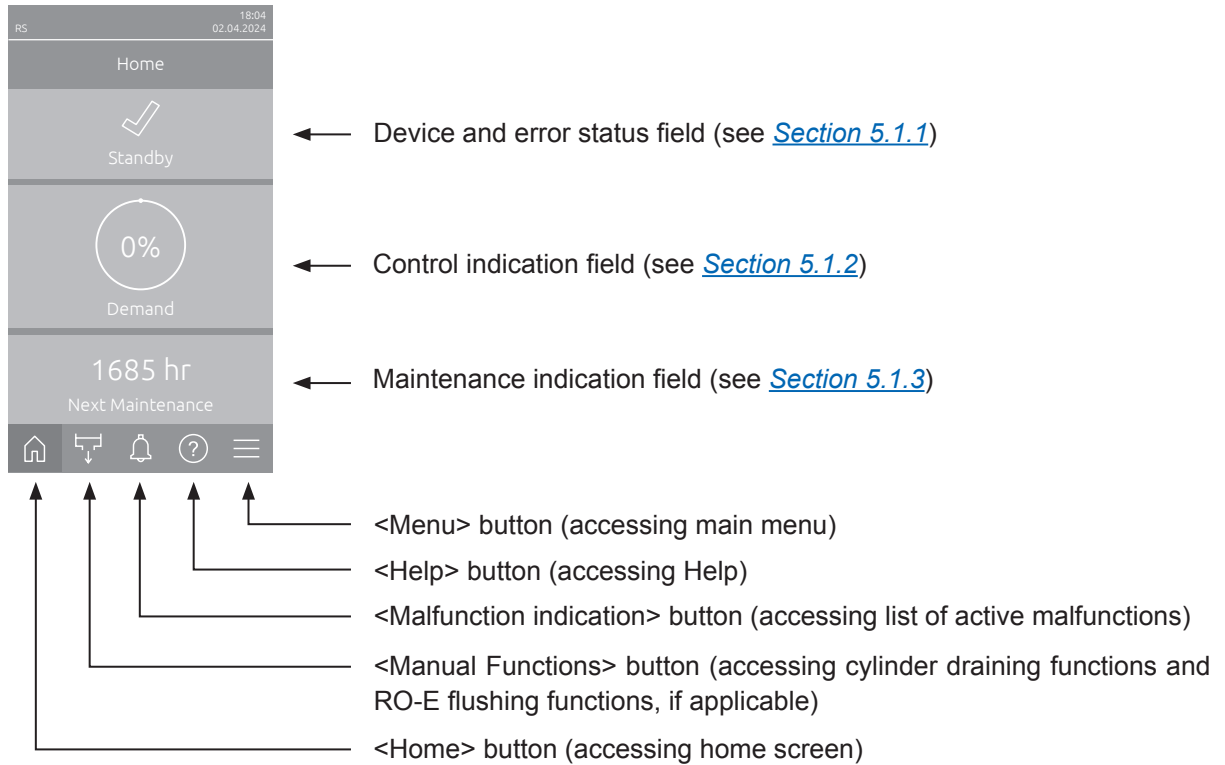 18:04
RS 02.04.2024
Home
Standby
Device and error status field (see Section 5.1.1)
0%
Demand
Control indication field (see Section 5.1.2)
1685 hr
Next Maintenance
Maintenance indication field (see Section 5.1.3)
?
<Menu> button (accessing main menu)
<Help> button (accessing Help)
<Malfunction indication> button (accessing list of active malfunctions)
<Manual Functions> button (accessing cylinder draining functions and
RO-E flushing functions, if applicable)
<Home> button (accessing home screen)